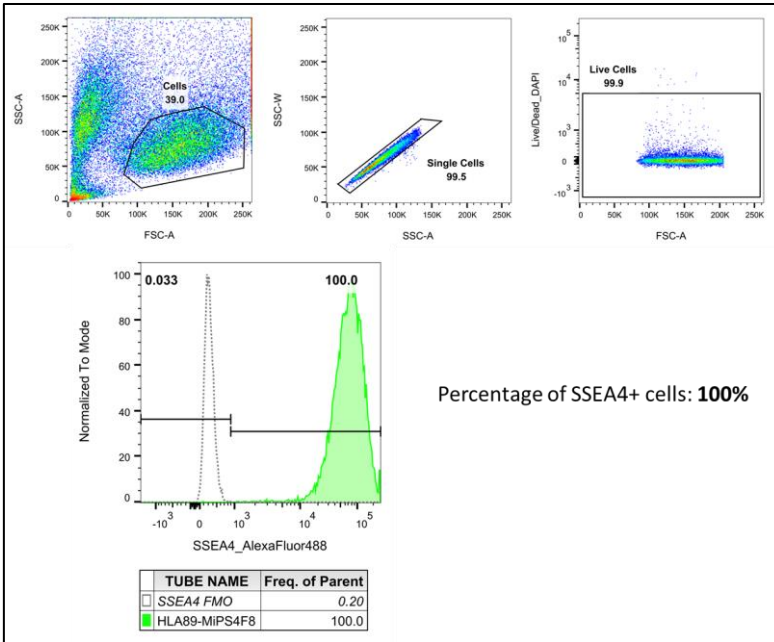 250K
200K
150K
100K
50K
0
SSC-A
Cells
39.0
0
50K
100K
150K
200K
250K
FSC-A
250K
200K
150K
100K
50K
0
SSC-W
Single Cells
99.5
0
50K
100K
150K
200K
250K
SSC-A
10^5
10^4
10^3
0
-10^3
Live/Dead_DAPI
Live Cells
99.9
0
50K
100K
150K
200K
250K
FSC-A
100
80
60
40
20
0
Normalized To Mode
0.033
100.0
-10^3
0
10^3
10^4
10^5
SSEA4_AlexaFluor488
Percentage of SSEA4+ cells: 100%
TUBE NAME Freq. of Parent
SSEA4 FMO 0.20
HLA89-MiPS4F8 100.0